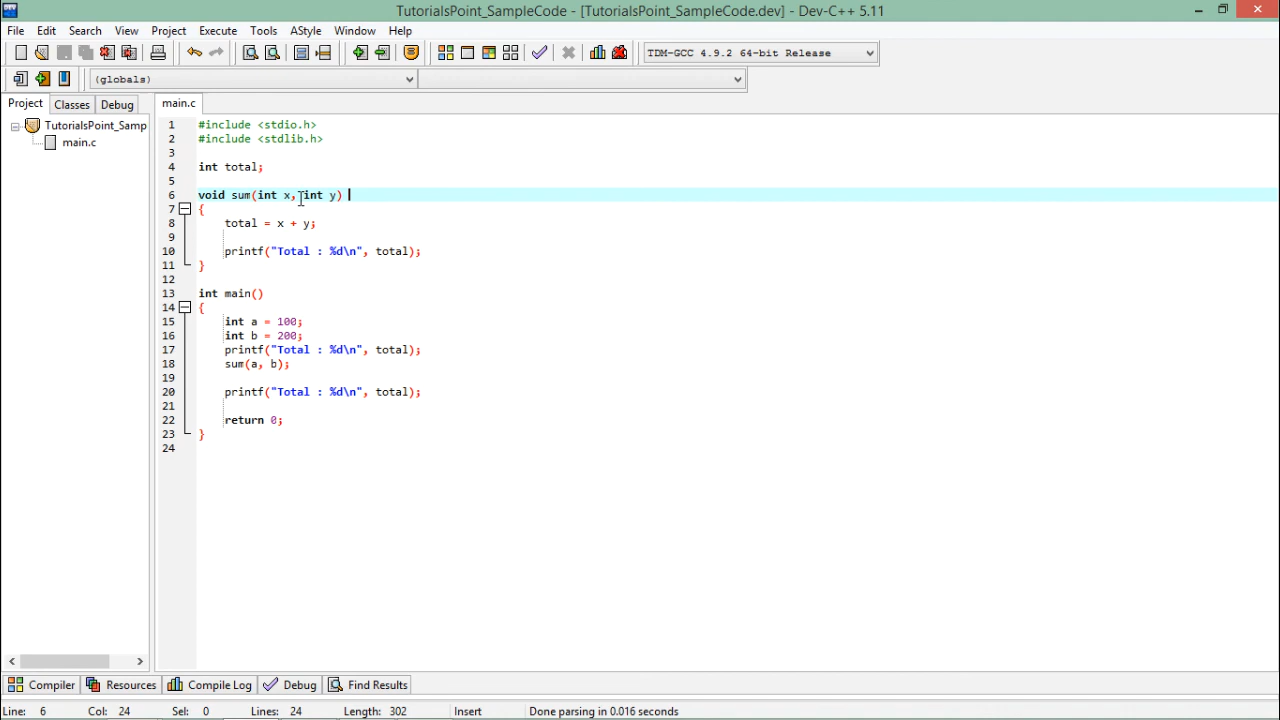 TutorialsPoint_SampleCode - [TutorialsPoint_SampleCode.dev] - Dev-C++ 5.11
File Edit Search View Project Execute Tools AStyle Window Help
TDM-GCC 4.9.2 64-bit Release
(globals)
Project Classes Debug
main.c
TutorialsPoint_Samp
main.c
1 #include <stdio.h>
2 #include <stdlib.h>
3
4 int total;
5
6 void sum(int x, int y)
7 {
8 total = x + y;
9
10 printf("Total : %d\n", total);
11 }
12
13 int main()
14 {
15 int a = 100;
16 int b = 200;
17 printf("Total : %d\n", total);
18 sum(a, b);
19
20 printf("Total : %d\n", total);
21
22 return 0;
23 }
24
Compiler Resources Compile Log Debug Find Results
Line: 6 Col: 24 Sel: 0 Lines: 24 Length: 302 Insert Done parsing in 0.016 seconds